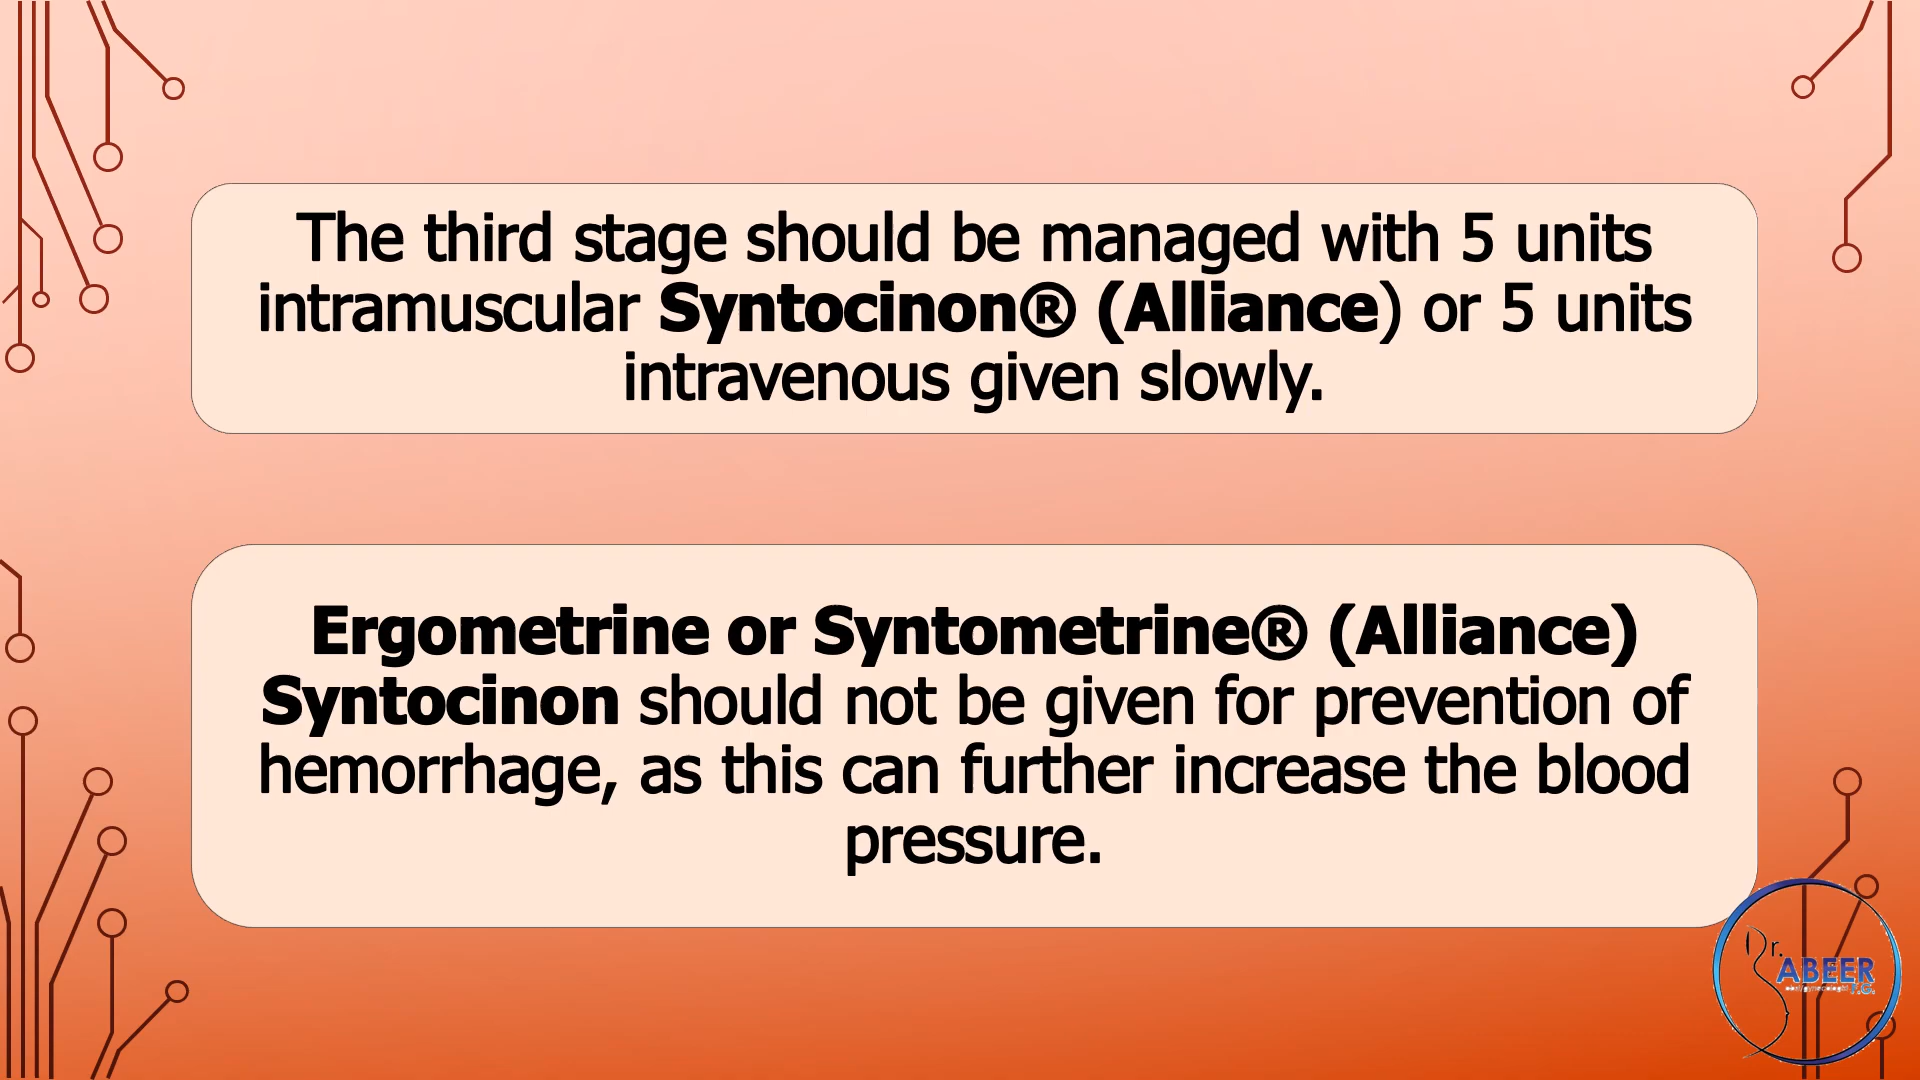 The third stage should be managed with 5 units
intramuscular Syntocinon® (Alliance) or 5 units
intravenous given slowly.
Ergometrine or Syntometrine® (Alliance)
Syntocinon should not be given for prevention of
hemorrhage, as this can further increase the blood
pressure.
Dr.
ABEER
F.G.